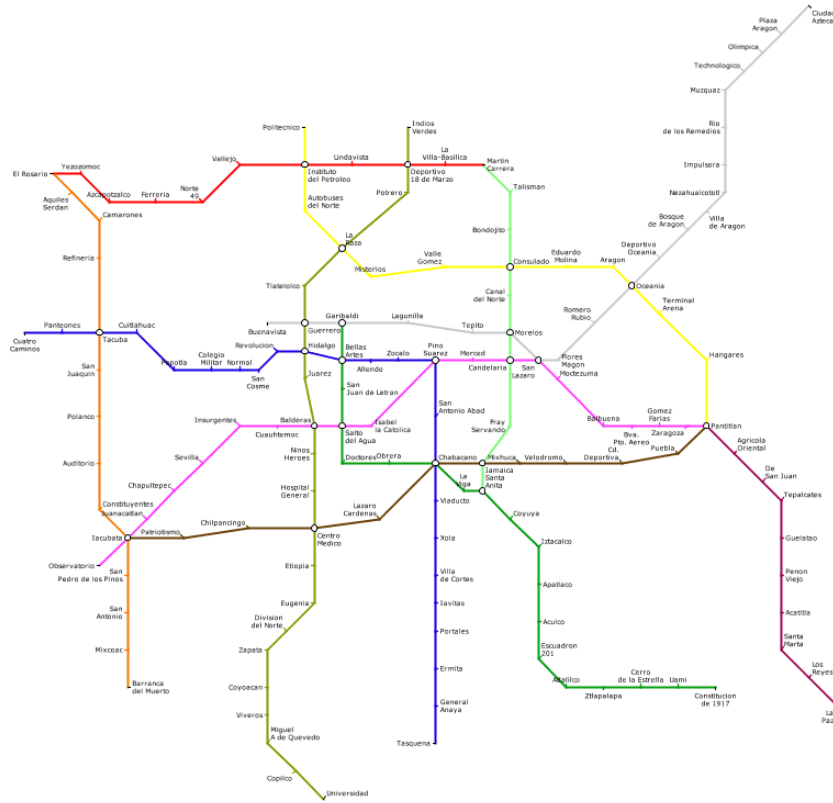 Ciudad
Azteca
Plaza
Aragon
Olimpica
Technologico
Muzquaz
Politecnico
Indios
Verdes
Rio
de los Remedios
Vallejo
Lindavista
La
Villa-Basilica
Martin
Carrera
Impulsora
El Rosario
Yezozomoc
Instituto
del Petroleo
Deportivo
18 de Marzo
Azcapotzalco
Ferreria
Norte
49
Potrero
Talisman
Nezahualcototl
Aquiles
Serdan
Autobuses
del Norte
Camarones
Bosque
de Aragon
Villa
de Aragon
La
Raza
Bondojito
Refineria
Misterios
Valle
Gomez
Consulado
Eduardo
Molina
Aragon
Deportivo
Oceania
Oceania
Tlatelolco
Canal
del Norte
Terminal
Arena
Romero
Rubio
Panteones
Cuatro
Caminos
Tacuba
Cuitlahuac
Buenavista
Guerrero
Garibaldi
Lagunilla
Tepito
Morelos
Revolucion
Hidalgo
Bellas
Artes
Allende
Zocalo
Pino
Suarez
Merced
Candelaria
San
Lazaro
Flores
Magon
Moctezuma
Hangares
San
Juaquin
Papotla
Colegio
Militar
Normal
San
Cosme
Juarez
San
Juan de Letran
Polanco
Insurgentes
Cuauhtemoc
Balderas
Salto
del Agua
Isabel
la Catolica
San
Antonio Abad
Fray
Servando
Balbuena
Bva.
Pto. Aereo
Gomez
Farias
Zaragoza
Pantitlan
Auditorio
Sevilla
Ninos
Heroes
Doctores
Obrera
Chabacano
Mixhuca
Velodromo
Cd.
Deportiva
Puebla
Agricola
Oriental
Chapultepec
Hospital
General
La
Viga
Jamaica
Santa
Anita
De
San Juan
Constituyentes
Juanacatlan
Lazaro
Cardenas
Viaducto
Coyuya
Tepalcates
Iacubata
Patriotismo
Chilpancingo
Centro
Medico
Xola
Iztacalco
Guelatao
Observatorio
San
Pedro de los Pinos
Etiopia
Villa
de Cortes
Apatlaco
Penon
Viejo
San
Antonio
Eugenia
Iavitas
Acuico
Acatitla
Division
del Norte
Portales
Mixcoac
Zapata
Escuadron
201
Santa
Marta
Ermita
Barranca
del Muerto
Coyoacan
Atlalilco
Ztlapalapa
Cerro
de la Estrella
Uami
Constitucion
de 1917
Los
Reyes
Viveros
General
Anaya
La
Paz
Miguel
A de Quevedo
Tasquena
Copilco
Universidad